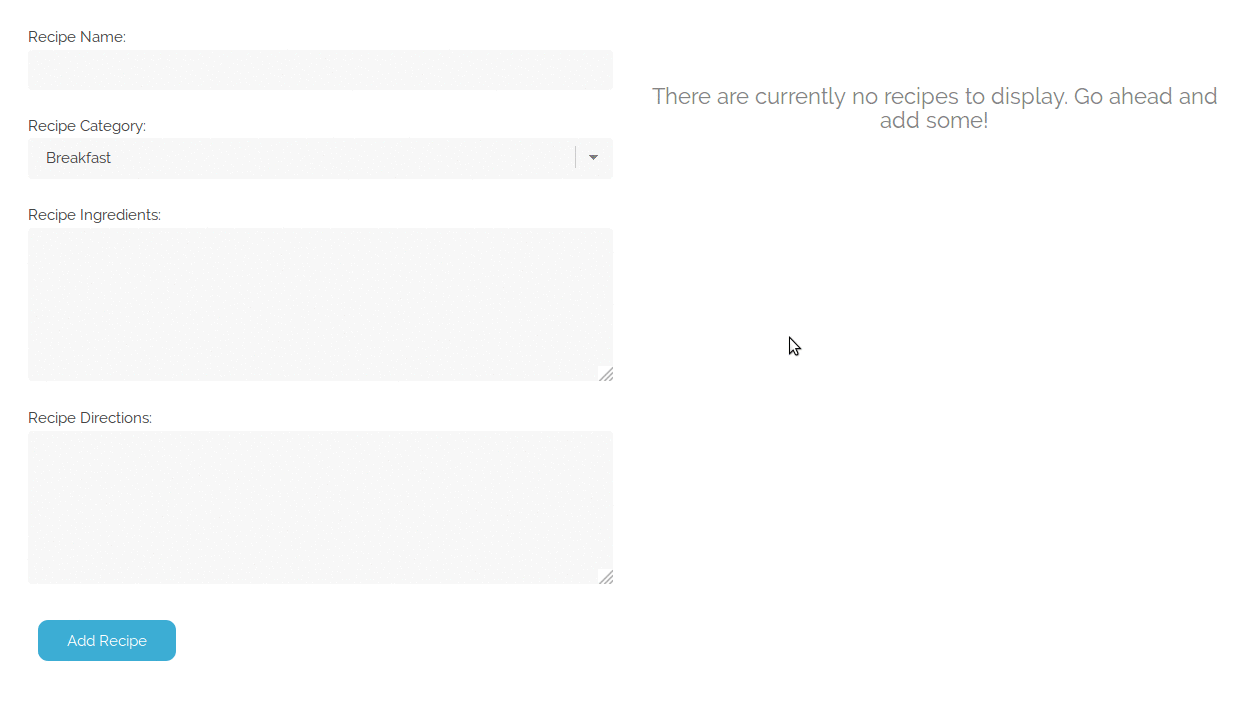 Recipe Name:
Recipe Category:
Breakfast
Recipe Ingredients:
Recipe Directions:
Add Recipe
There are currently no recipes to display. Go ahead and
add some!